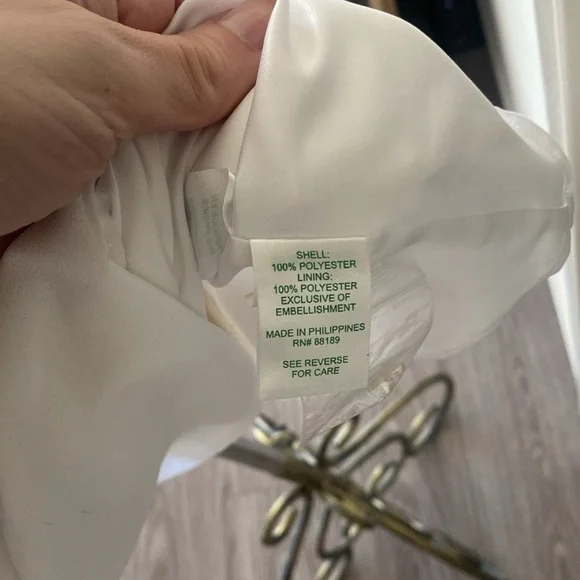 SHELL:
100% POLYESTER
LINING:
100% POLYESTER
EXCLUSIVE OF
EMBELLISHMENT
MADE IN PHILIPPINES
RN# 88189
SEE REVERSE
FOR CARE